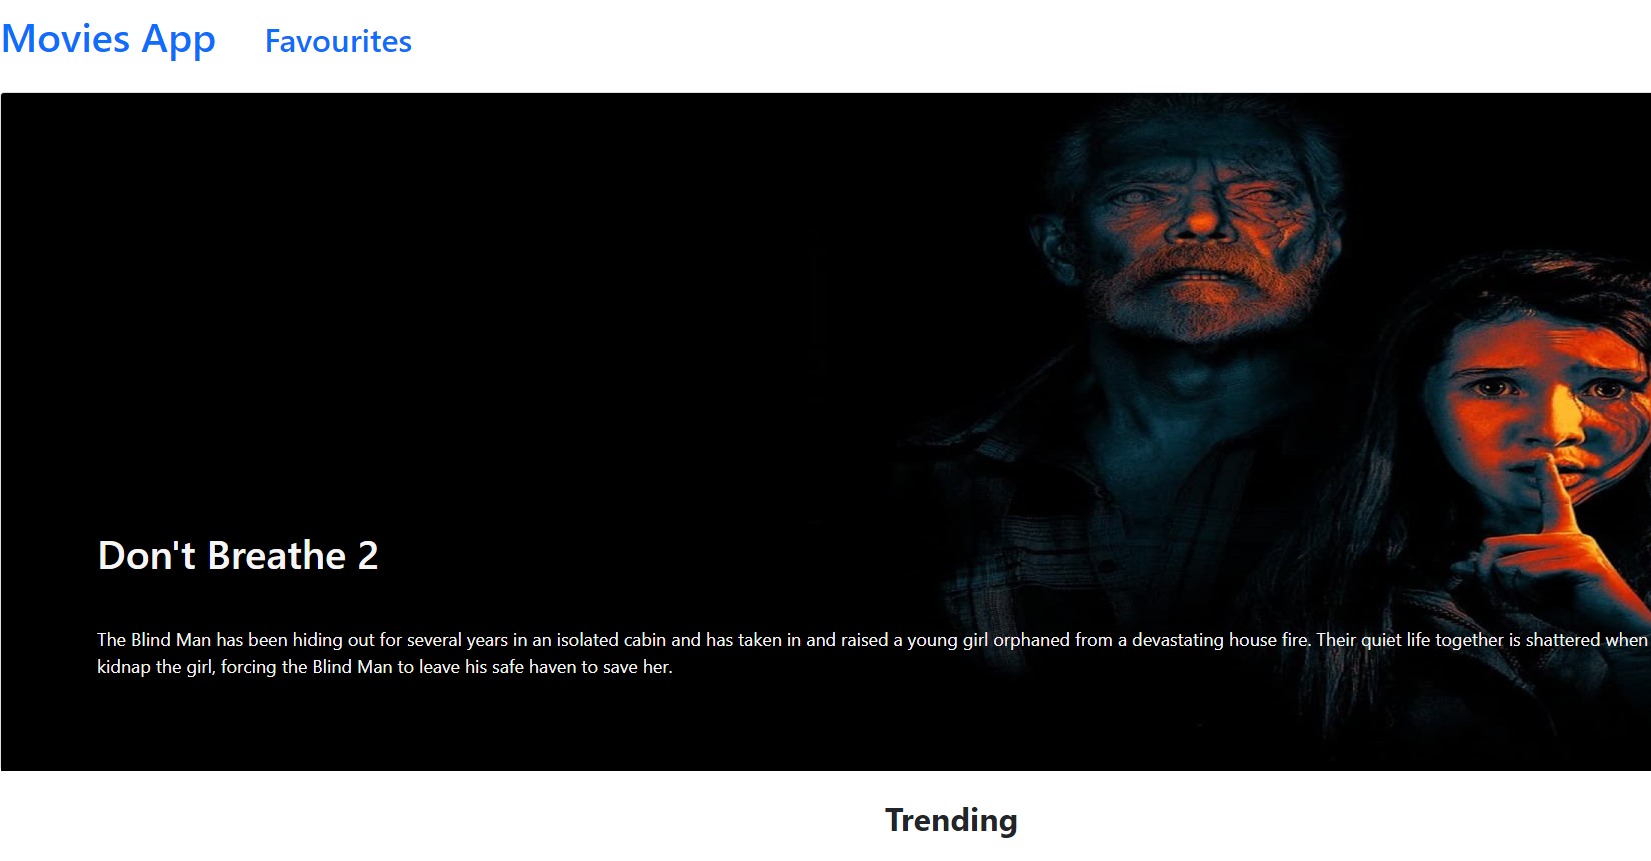 Movies App Favourites
Don't Breathe 2
The Blind Man has been hiding out for several years in an isolated cabin and has taken in and raised a young girl orphaned from a devastating house fire. Their quiet life together is shattered when
kidnap the girl, forcing the Blind Man to leave his safe haven to save her.
Trending